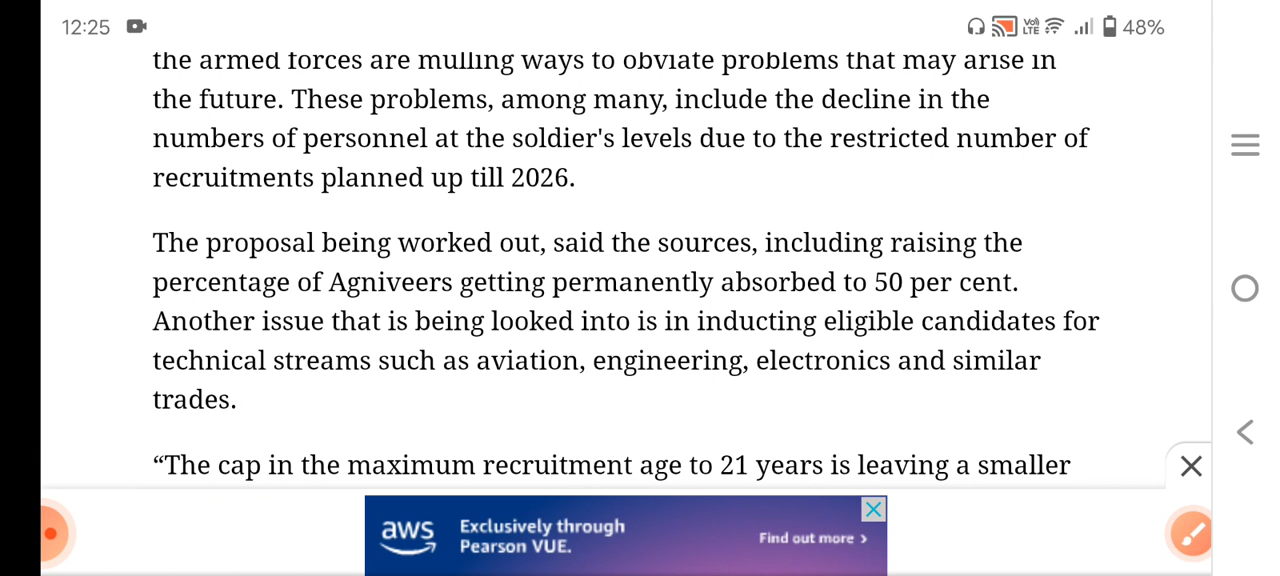 12:25
Vo) LTE 48%
the armed forces are mulling ways to obviate problems that may arise in
the future. These problems, among many, include the decline in the
numbers of personnel at the soldier's levels due to the restricted number of
recruitments planned up till 2026.
The proposal being worked out, said the sources, including raising the
percentage of Agniveers getting permanently absorbed to 50 per cent.
Another issue that is being looked into is in inducting eligible candidates for
technical streams such as aviation, engineering, electronics and similar
trades.
“The cap in the maximum recruitment age to 21 years is leaving a smaller
aws
Exclusively through
Pearson VUE.
Find out more >